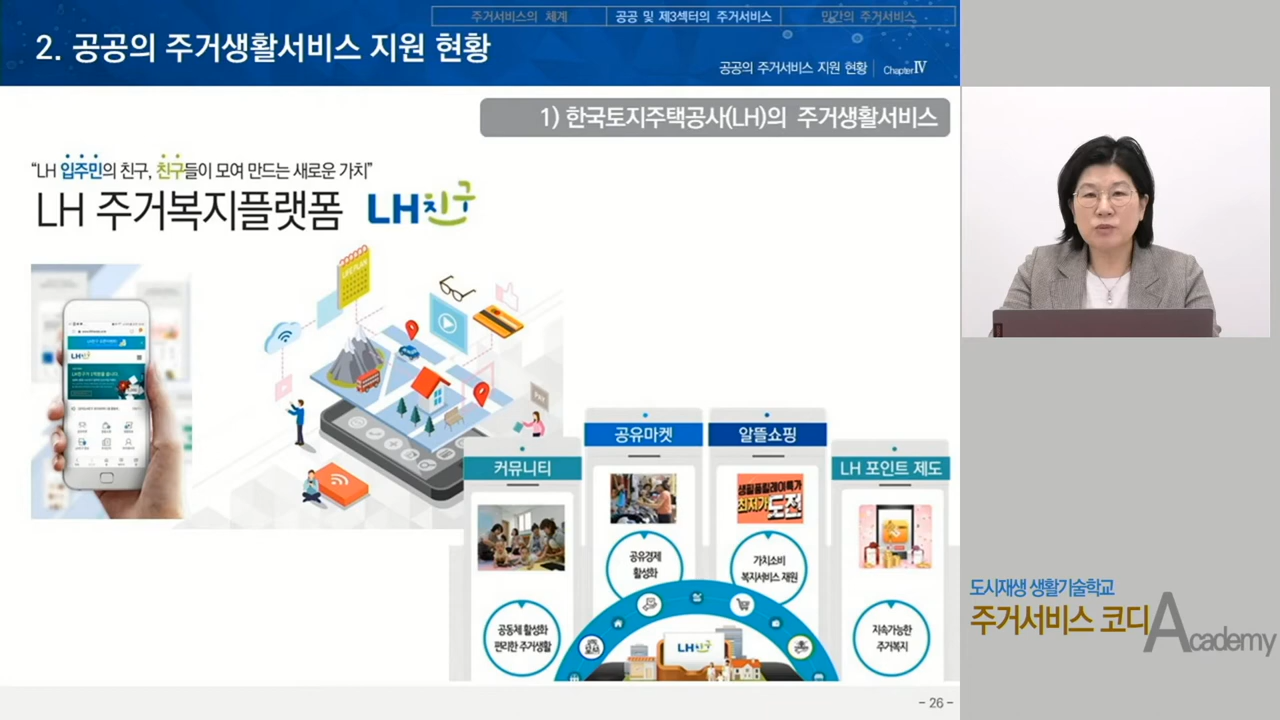 주거서비스의 체계
공공 및 제3섹터의 주거서비스
민간의 주거서비스
2. 공공의 주거생활서비스 지원 현황
공공의 주거서비스 지원 현황
Chapter Ⅳ
1) 한국토지주택공사(LH)의 주거생활서비스
“LH 입주민의 친구, 친구들이 모여 만드는 새로운 가치”
LH 주거복지플랫폼 LH친구
LH친구
커뮤니티
공유마켓
알뜰쇼핑
LH 포인트 제도
생필품릴레이특가
최저가도전
공유경제
활성화
가치소비
복지서비스 재원
공동체 활성화
편리한 주거생활
지속가능한
주거복지
LH친구
- 26 -
도시재생 생활기술학교
주거서비스 코디 Academy